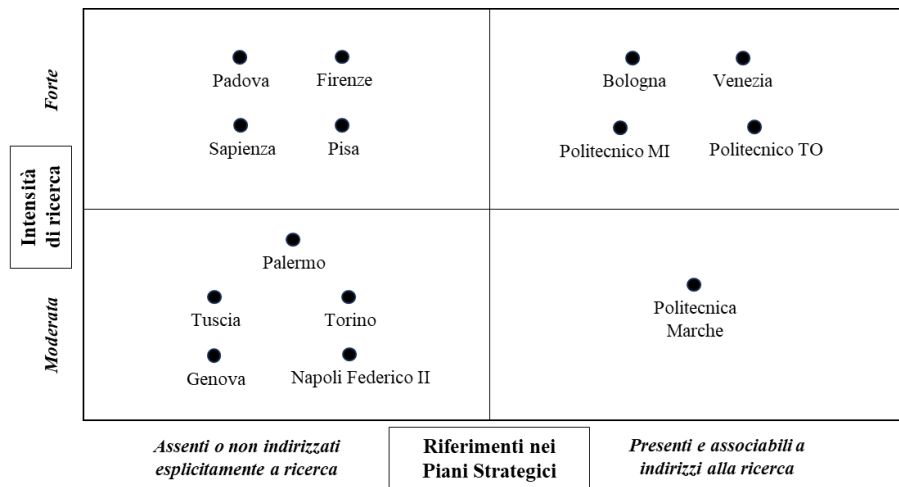 Forte
Padova
Firenze
Bologna
Venezia
Sapienza
Pisa
Politecnico MI
Politecnico TO
Intensità
di ricerca
Moderata
Palermo
Politecnica
Marche
Tuscia
Torino
Genova
Napoli Federico II
Assenti o non indirizzati
esplicitamente a ricerca
Riferimenti nei
Piani Strategici
Presenti e associabili a
indirizzi alla ricerca